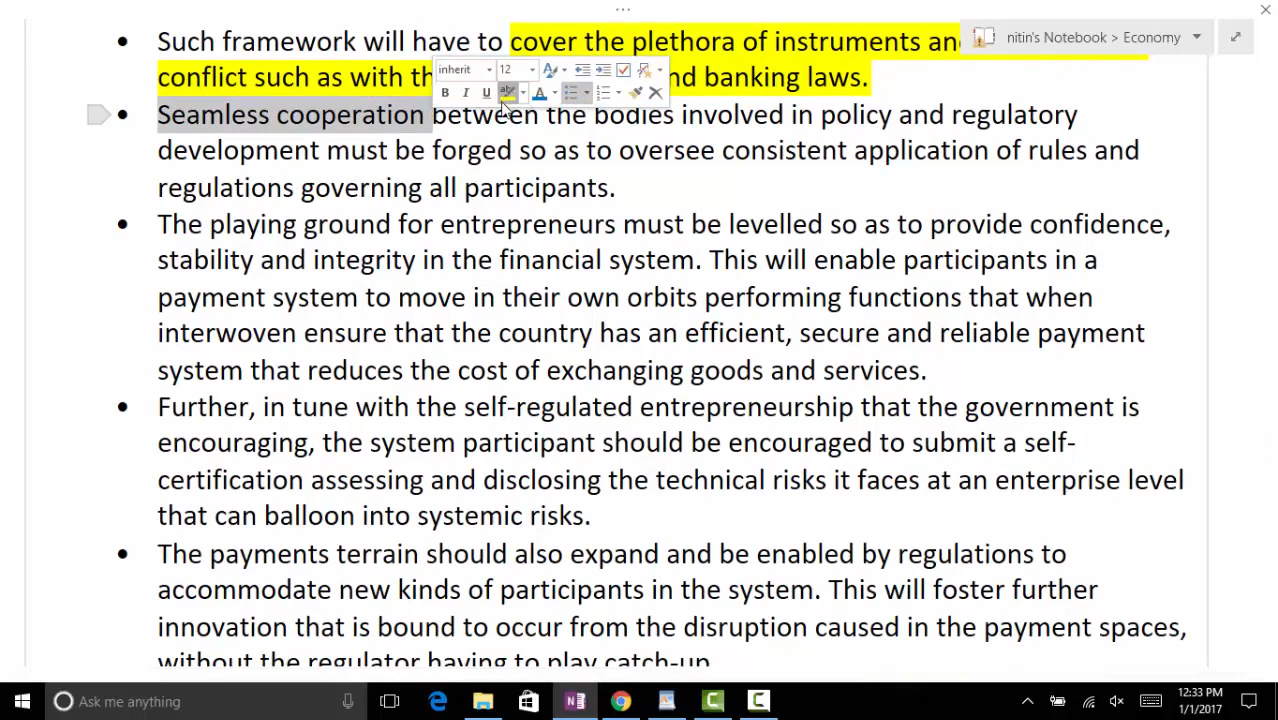 Such framework will have to cover the plethora of instruments an
nitin's Notebook > Economy
conflict such as with th
nd banking laws.
inherit 12
B I U
Seamless cooperation between the bodies involved in policy and regulatory
development must be forged so as to oversee consistent application of rules and
regulations governing all participants.
The playing ground for entrepreneurs must be levelled so as to provide confidence,
stability and integrity in the financial system. This will enable participants in a
payment system to move in their own orbits performing functions that when
interwoven ensure that the country has an efficient, secure and reliable payment
system that reduces the cost of exchanging goods and services.
Further, in tune with the self-regulated entrepreneurship that the government is
encouraging, the system participant should be encouraged to submit a self-
certification assessing and disclosing the technical risks it faces at an enterprise level
that can balloon into systemic risks.
The payments terrain should also expand and be enabled by regulations to
accommodate new kinds of participants in the system. This will foster further
innovation that is bound to occur from the disruption caused in the payment spaces,
without the regulator having to play catch-up.
Ask me anything
12:33 PM
1/1/2017